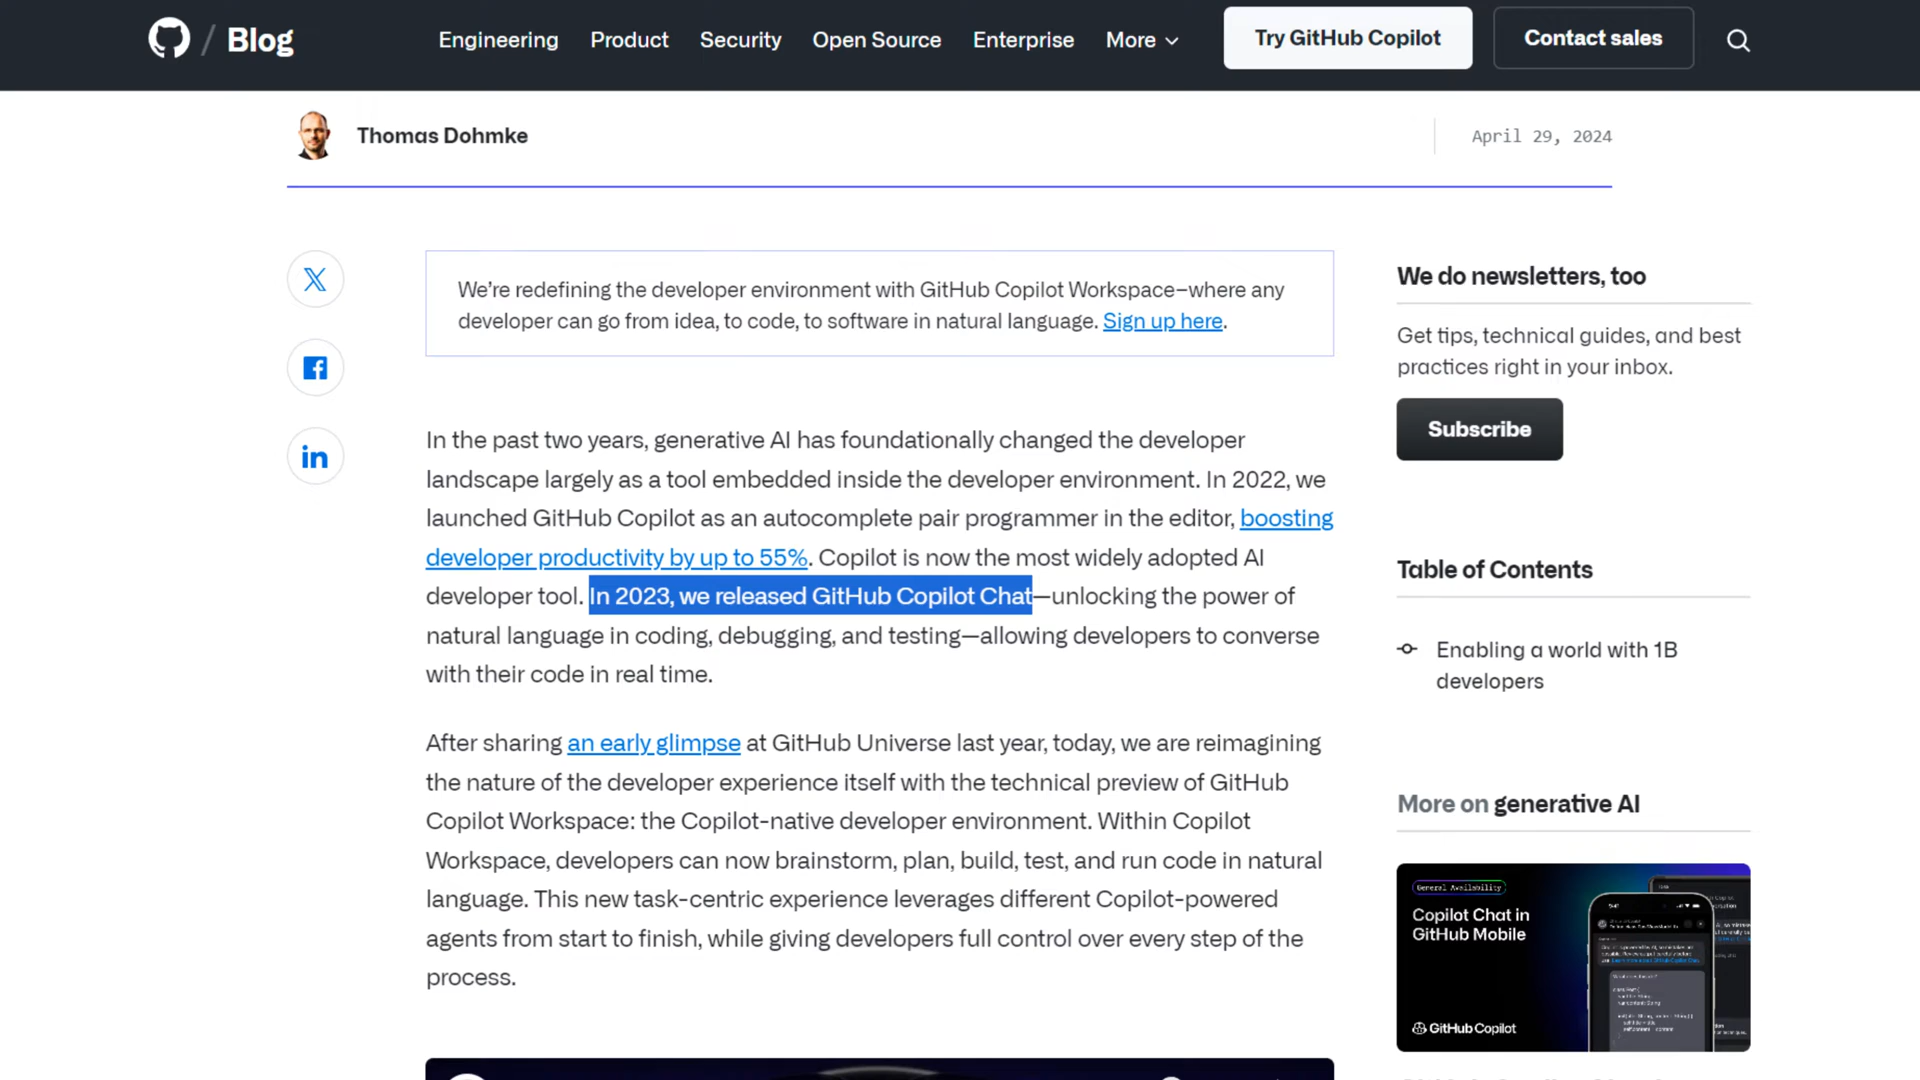 / Blog
Engineering Product Security Open Source Enterprise More
Try GitHub Copilot
Contact sales
Thomas Dohmke
April 29, 2024
We’re redefining the developer environment with GitHub Copilot Workspace–where any
developer can go from idea, to code, to software in natural language. Sign up here.
In the past two years, generative AI has foundationally changed the developer
landscape largely as a tool embedded inside the developer environment. In 2022, we
launched GitHub Copilot as an autocomplete pair programmer in the editor, boosting
developer productivity by up to 55%. Copilot is now the most widely adopted AI
developer tool. In 2023, we released GitHub Copilot Chat—unlocking the power of
natural language in coding, debugging, and testing—allowing developers to converse
with their code in real time.
After sharing an early glimpse at GitHub Universe last year, today, we are reimagining
the nature of the developer experience itself with the technical preview of GitHub
Copilot Workspace: the Copilot-native developer environment. Within Copilot
Workspace, developers can now brainstorm, plan, build, test, and run code in natural
language. This new task-centric experience leverages different Copilot-powered
agents from start to finish, while giving developers full control over every step of the
process.
We do newsletters, too
Get tips, technical guides, and best
practices right in your inbox.
Subscribe
Table of Contents
Enabling a world with 1B
developers
More on generative AI
General Availability
Copilot Chat in
GitHub Mobile
GitHub Copilot